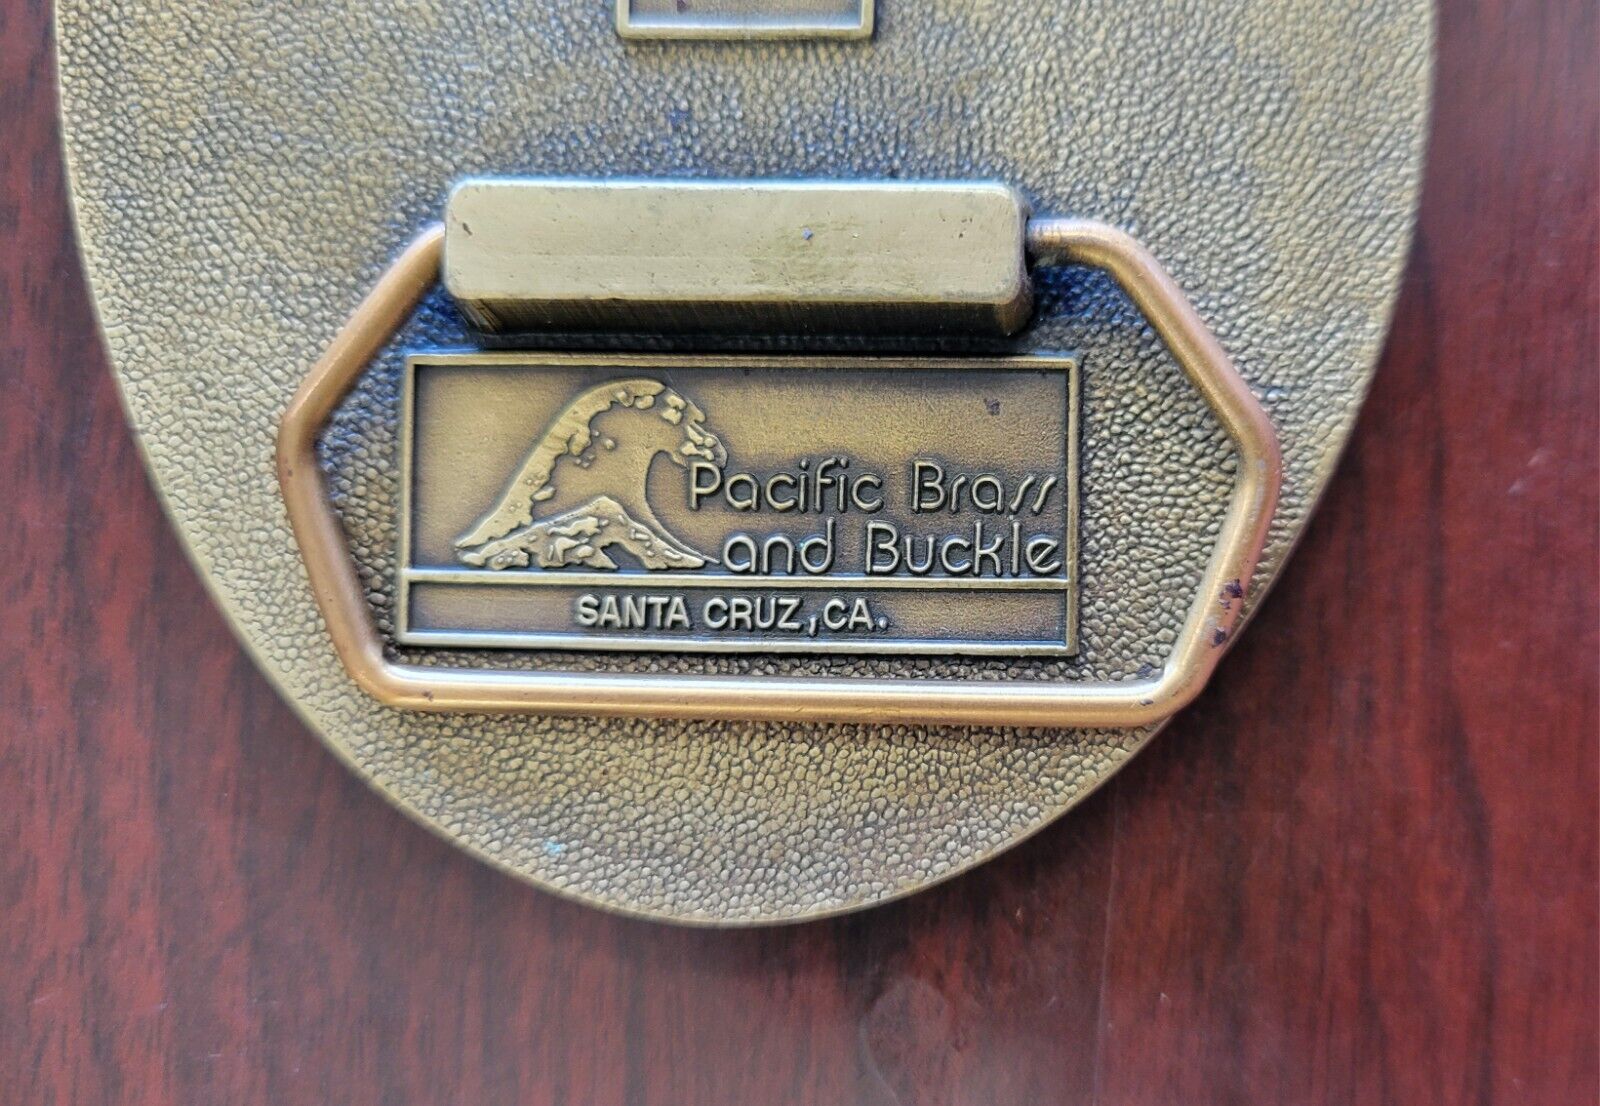 Pacific Brass
and Buckle
SANTA CRUZ, CA.